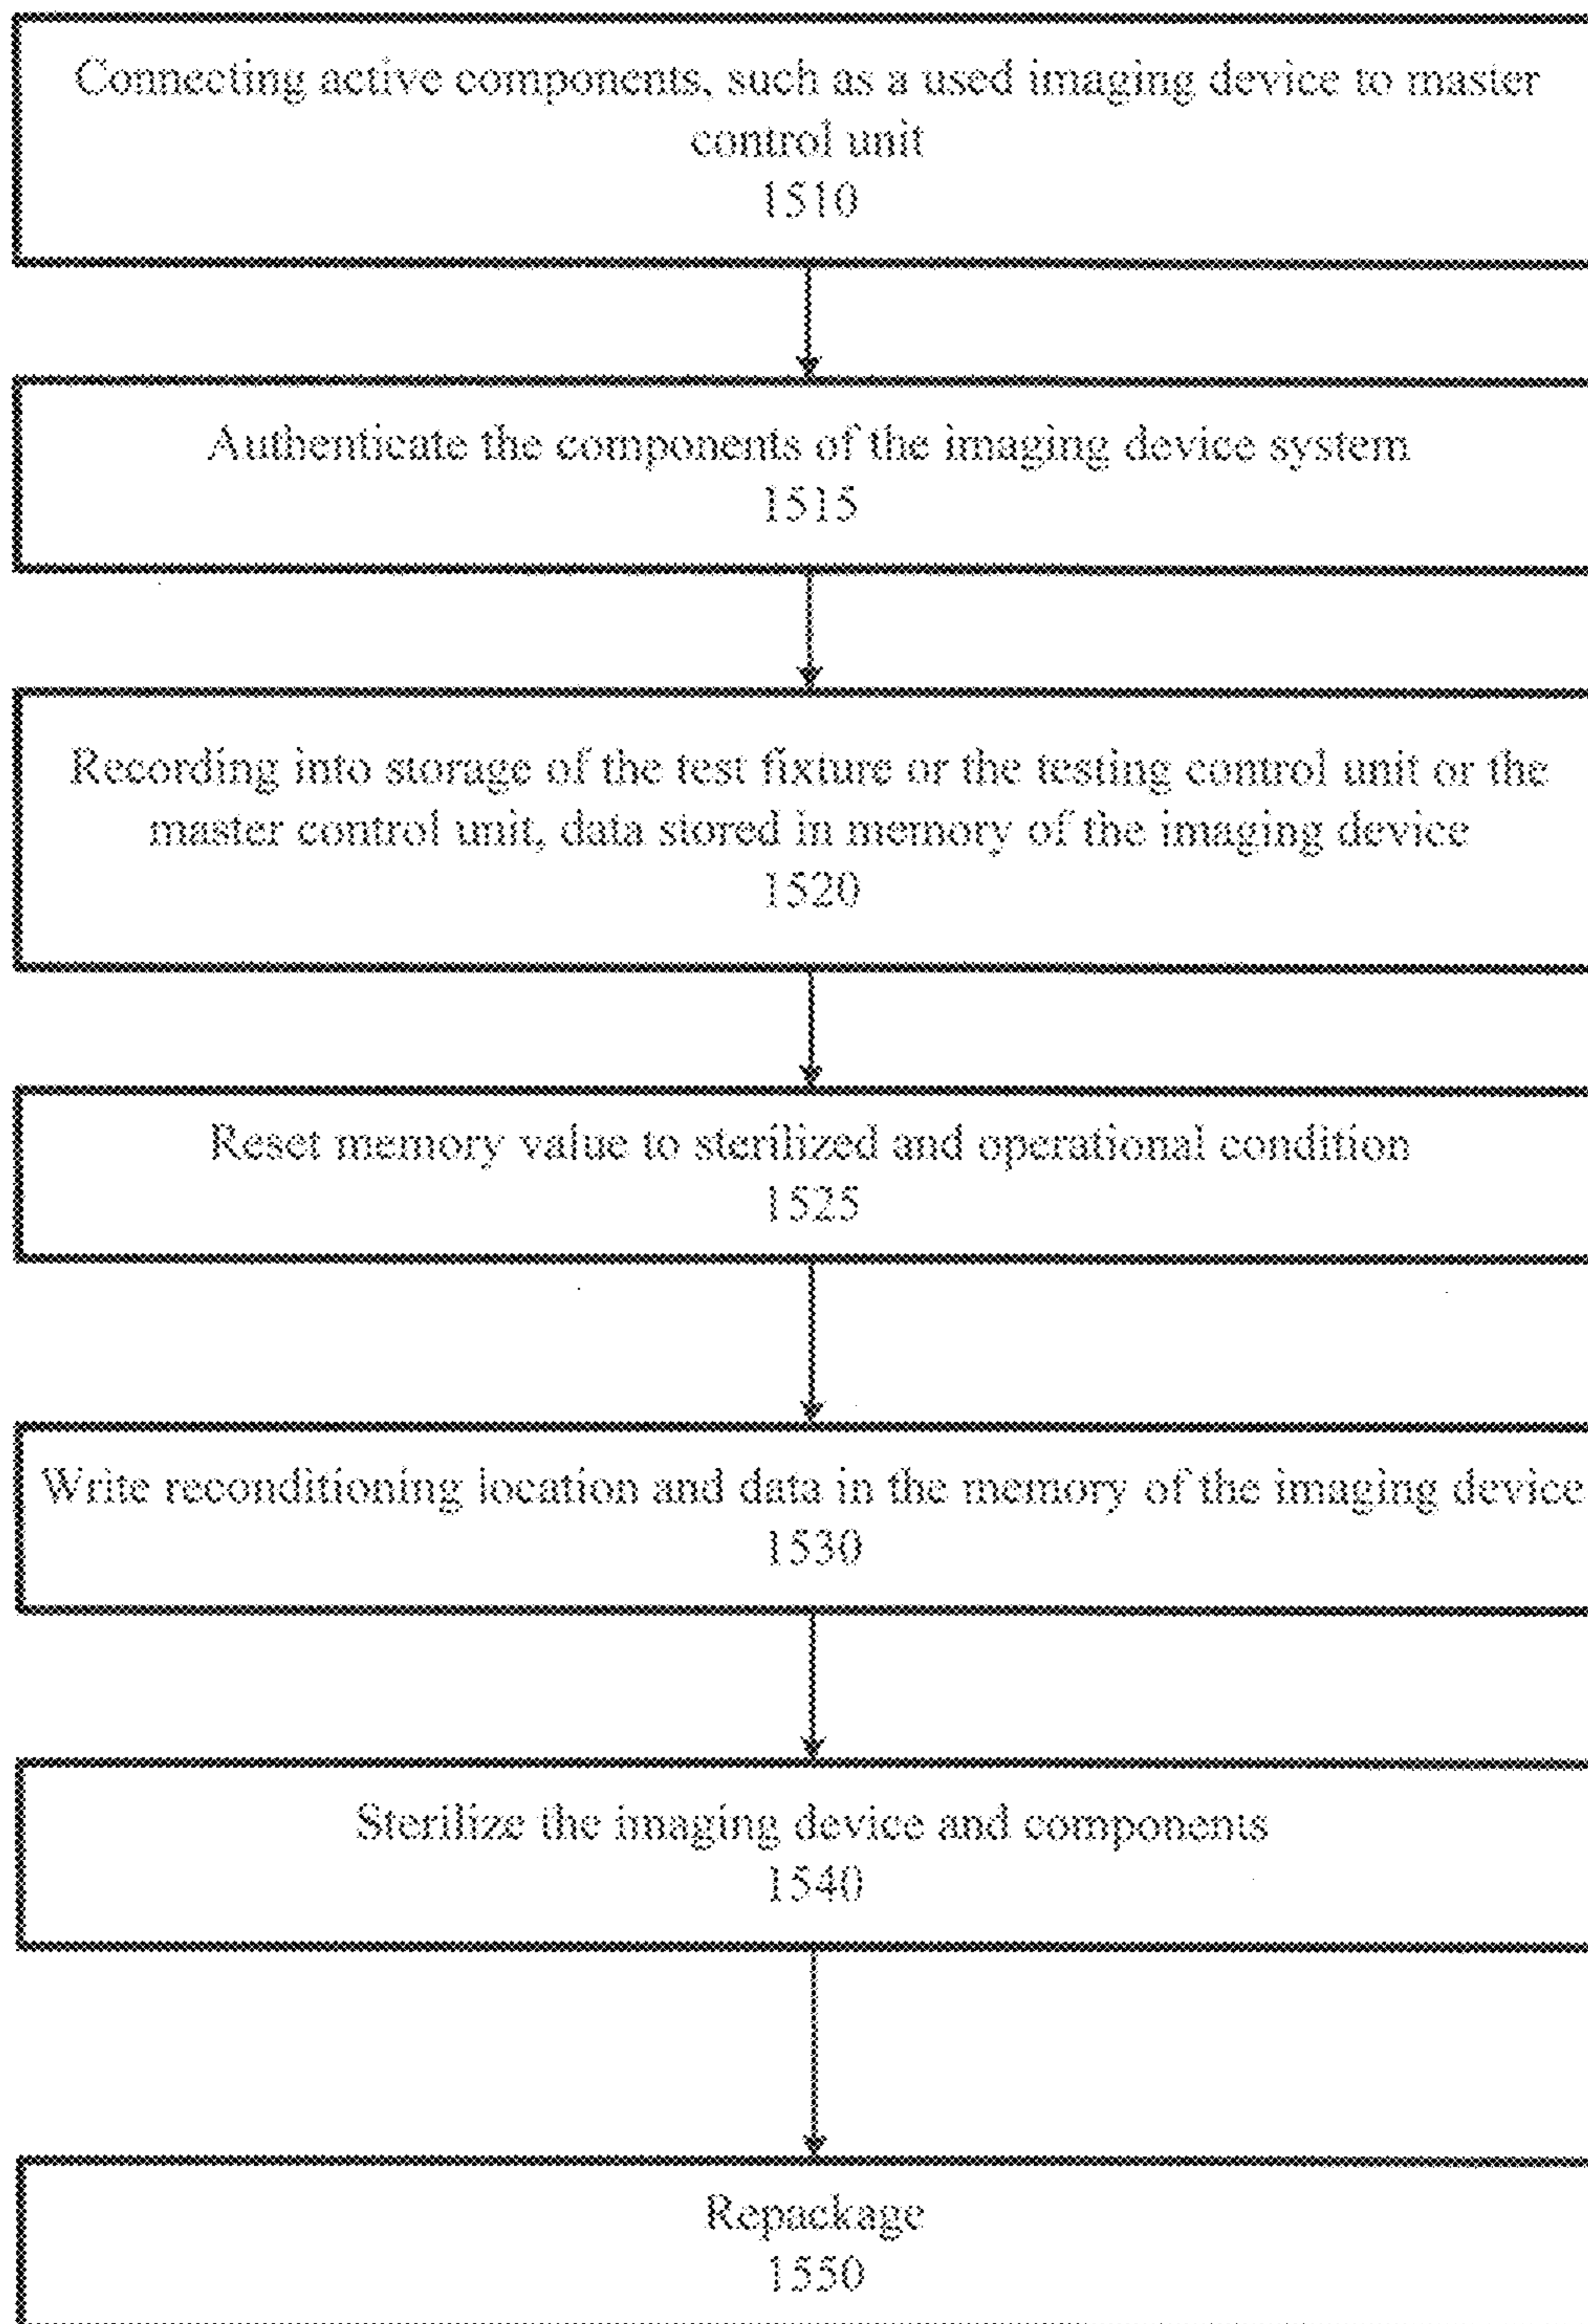 Connecting active components, such as a used imaging device to master
control unit
1510
Authenticate the components of the imaging device system
1515
Recording into storage of the test fixture or the testing control unit or the
master control unit, data stored in memory of the imaging device
1520
Reset memory value to sterilized and operational condition
1525
Write reconditioning location and data in the memory of the imaging device
1530
Sterilize the imaging device and components
1540
Repackage
1550